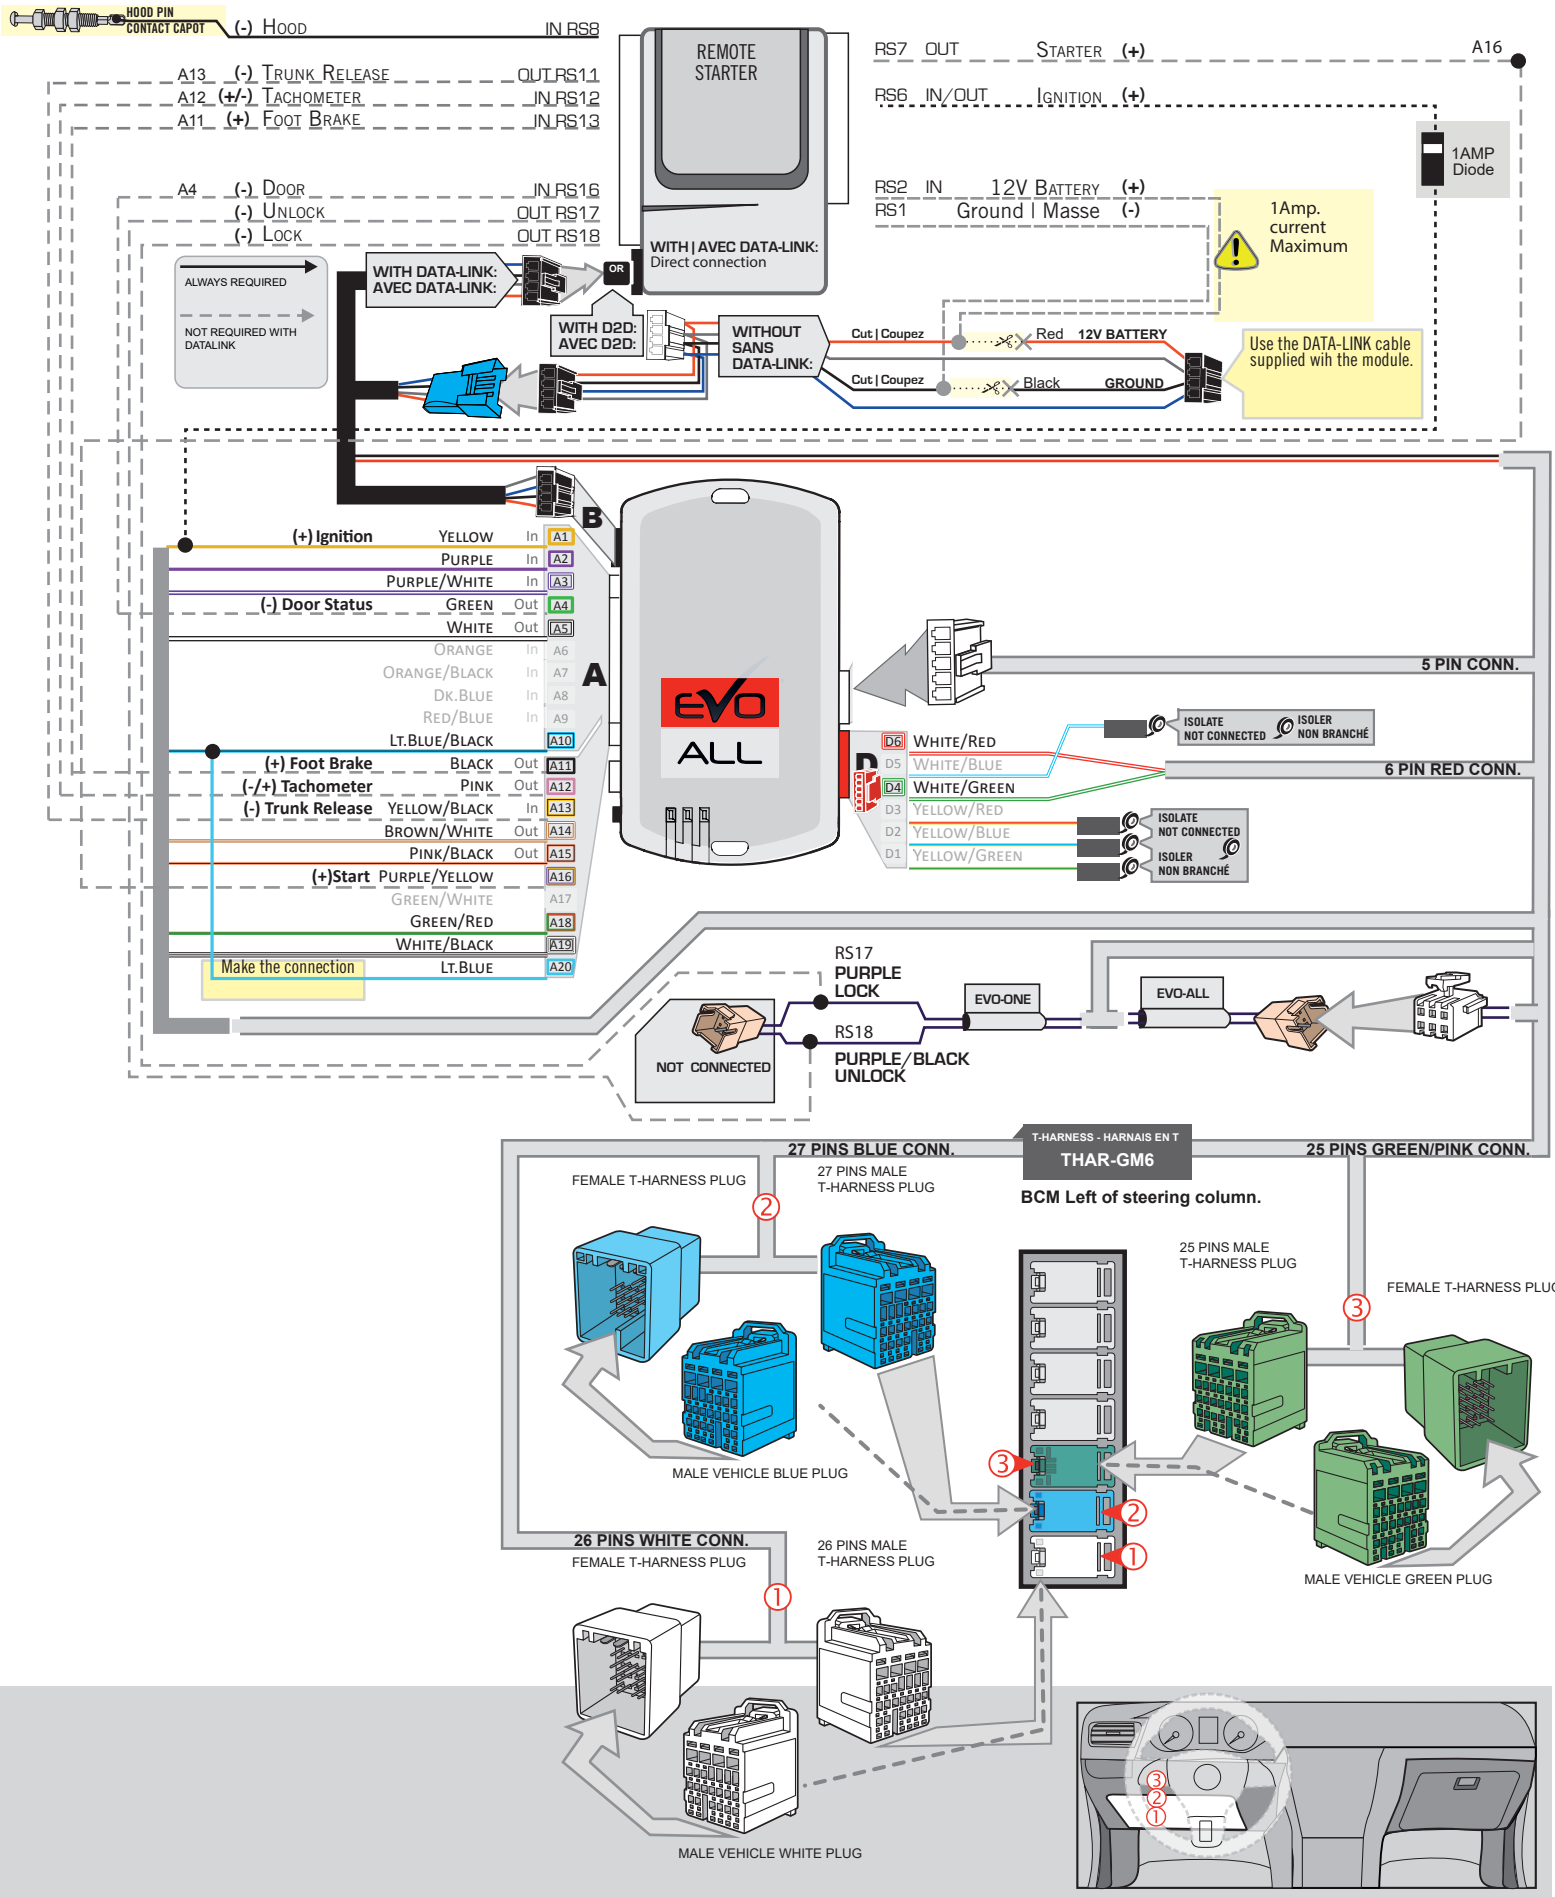 HOOD PIN
CONTACT CAPOT
(-) HOOD IN RS8
A13 (-) TRUNK RELEASE OUT RS11
A12 (+/-) TACHOMETER IN RS12
A11 (+) FOOT BRAKE IN RS13
A4 (-) DOOR IN RS16
(-) UNLOCK OUT RS17
(-) LOCK OUT RS18
REMOTE
STARTER
WITH | AVEC DATA-LINK:
Direct connection
RS7 OUT STARTER (+) A16
RS6 IN/OUT IGNITION (+)
1AMP
Diode
RS2 IN 12V BATTERY (+)
RS1 Ground | Masse (-)
1Amp.
current
Maximum
ALWAYS REQUIRED
NOT REQUIRED WITH
DATALINK
WITH DATA-LINK:
AVEC DATA-LINK:
OR
WITH D2D:
AVEC D2D:
WITHOUT
SANS
DATA-LINK:
Cut | Coupez Red 12V BATTERY
Cut | Coupez Black GROUND
Use the DATA-LINK cable
supplied wih the module.
B
A
D
(+) Ignition YELLOW In A1
PURPLE In A2
PURPLE/WHITE In A3
(-) Door Status GREEN Out A4
WHITE Out A5
ORANGE In A6
ORANGE/BLACK In A7
DK.BLUE In A8
RED/BLUE In A9
LT.BLUE/BLACK A10
(+) Foot Brake BLACK Out A11
(-/+) Tachometer PINK Out A12
(-) Trunk Release YELLOW/BLACK In A13
BROWN/WHITE Out A14
PINK/BLACK Out A15
(+)Start PURPLE/YELLOW A16
GREEN/WHITE A17
GREEN/RED A18
WHITE/BLACK A19
Make the connection LT.BLUE A20
EVO
ALL
5 PIN CONN.
D6 WHITE/RED
D5 WHITE/BLUE
D4 WHITE/GREEN
D3 YELLOW/RED
D2 YELLOW/BLUE
D1 YELLOW/GREEN
ISOLATE
NOT CONNECTED
ISOLER
NON BRANCHÉ
6 PIN RED CONN.
ISOLATE
NOT CONNECTED
ISOLER
NON BRANCHÉ
RS17
PURPLE
LOCK
RS18
PURPLE/BLACK
UNLOCK
NOT CONNECTED
EVO-ONE
EVO-ALL
T-HARNESS - HARNAIS EN T
THAR-GM6
27 PINS BLUE CONN.
25 PINS GREEN/PINK CONN.
BCM Left of steering column.
FEMALE T-HARNESS PLUG
27 PINS MALE
T-HARNESS PLUG
2
MALE VEHICLE BLUE PLUG
25 PINS MALE
T-HARNESS PLUG
FEMALE T-HARNESS PLUG
3
MALE VEHICLE GREEN PLUG
3
2
1
26 PINS WHITE CONN.
FEMALE T-HARNESS PLUG
26 PINS MALE
T-HARNESS PLUG
1
MALE VEHICLE WHITE PLUG
3
2
1